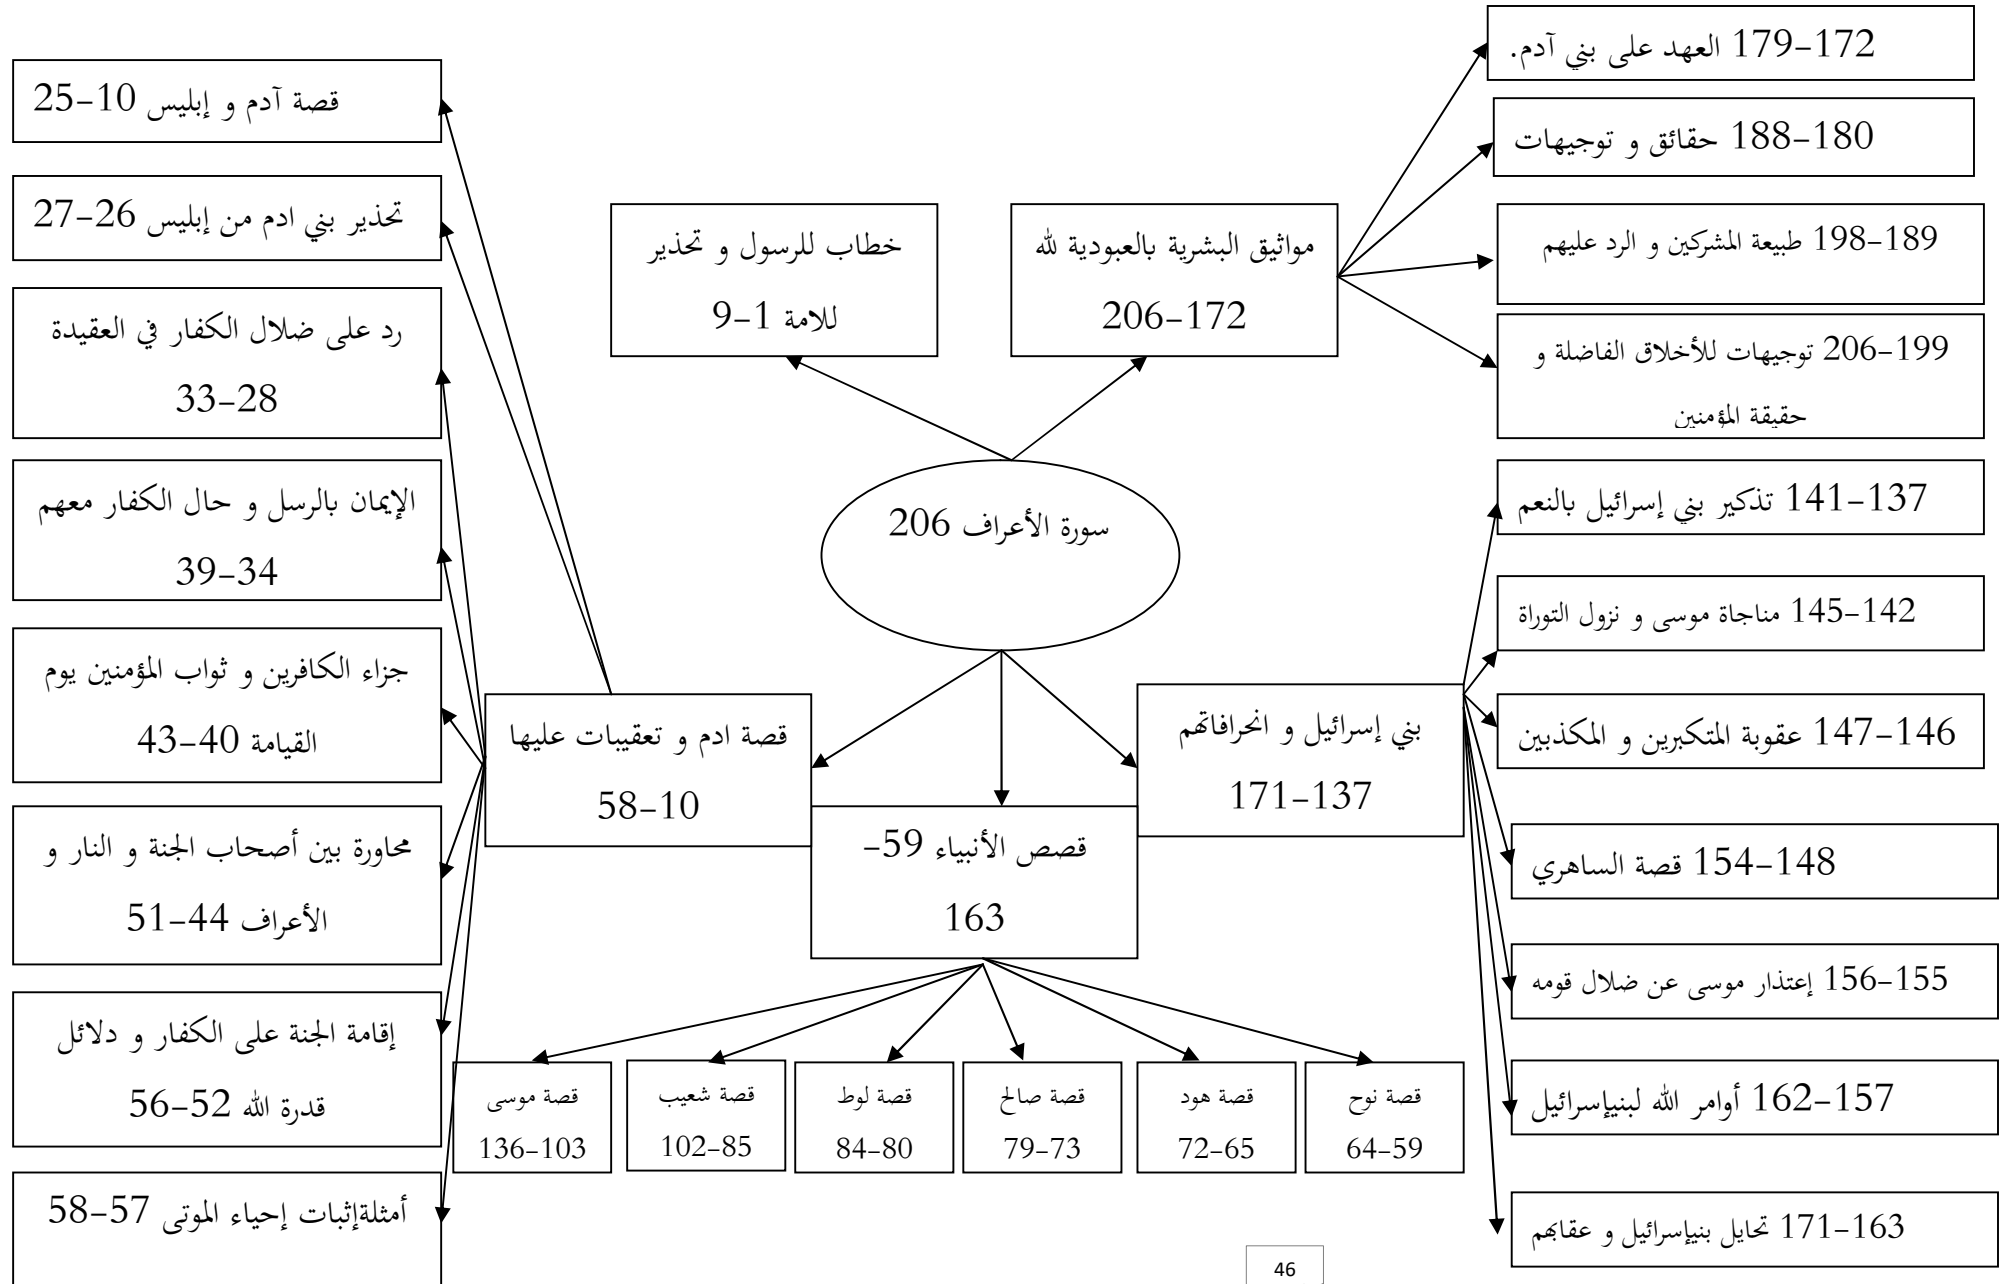 سورة الأعراف 206
خطاب للرسول و تحذير
للامة 1–9
مواثيق البشرية بالعبودية لله
172–206
172–179 العهد على بني آدم.
180–188 حقائق و توجيهات
189–198 طبيعة المشركين و الرد عليهم
199–206 توجيهات للأخلاق الفاضلة و
حقيقة المؤمنين
بني إسرائيل و انحرافاتهم
137–171
137–141 تذكير بني إسرائيل بالنعم
142–145 مناجاة موسى و نزول التوراة
146–147 عقوبة المتكبرين و المكذبين
148–154 قصة الساهري
155–156 إعتذار موسى عن ضلال قومه
157–162 أوامر الله لبنيإسرائيل
163–171 تحايل بنيإسرائيل و عقابهم
قصص الأنبياء 59–
163
قصة نوح
59–64
قصة هود
65–72
قصة صالح
73–79
قصة لوط
80–84
قصة شعيب
85–102
قصة موسى
103–136
قصة ادم و تعقيبات عليها
10–58
قصة آدم و إبليس 10–25
تحذير بني ادم من إبليس 26–27
رد على ضلال الكفار في العقيدة
28–33
الإيمان بالرسل و حال الكفار معهم
34–39
جزاء الكافرين و ثواب المؤمنين يوم
القيامة 40–43
محاورة بين أصحاب الجنة و النار و
الأعراف 44–51
إقامة الجنة على الكفار و دلائل
قدرة الله 52–56
أمثلةإثبات إحياء الموتى 57–58
46